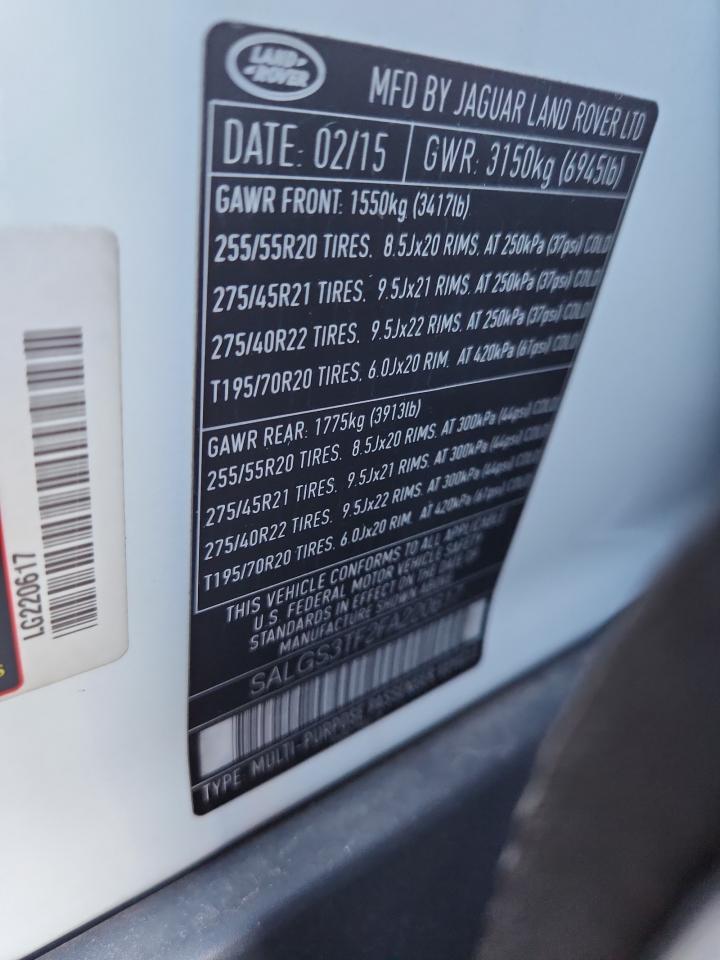 LAND
ROVER
MFD BY JAGUAR LAND ROVER LTD
DATE: 02/15 GWR: 3150kg (6945lb)
GAWR FRONT: 1550kg (3417lb)
255/55R20 TIRES. 8.5Jx20 RIMS. AT 250kPa (37psi) COLD
275/45R21 TIRES. 9.5Jx21 RIMS. AT 250kPa (37psi) COLD
275/40R22 TIRES. 9.5Jx22 RIMS. AT 250kPa (37psi) COLD
T195/70R20 TIRES. 6.0Jx20 RIM. AT 420kPa (61psi) COLD
GAWR REAR: 1775kg (3913lb)
255/55R20 TIRES. 8.5Jx20 RIMS. AT 300kPa (44psi) COLD
275/45R21 TIRES. 9.5Jx21 RIMS. AT 300kPa (44psi) COLD
275/40R22 TIRES. 9.5Jx22 RIMS. AT 300kPa (44psi) COLD
T195/70R20 TIRES. 6.0Jx20 RIM. AT 420kPa (61psi) COLD
THIS VEHICLE CONFORMS TO ALL APPLICABLE
U.S. FEDERAL MOTOR VEHICLE SAFETY
STANDARDS IN EFFECT ON THE DATE OF
MANUFACTURE SHOWN ABOVE
SALGS3TF2FA220617
TYPE: MULTI-PURPOSE PASSENGER VEHICLE
LG220617